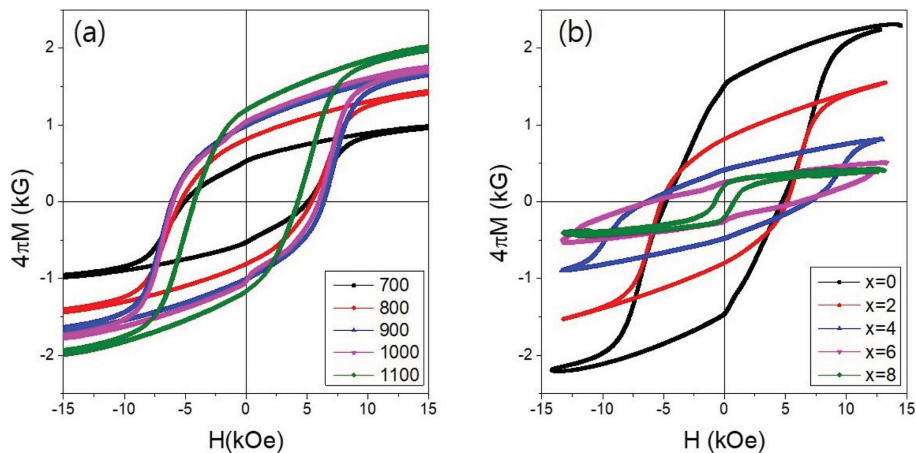 (a)
2
1
0
-1
-2
4πM (kG)
-15 -10 -5 0 5 10 15
H(kOe)
700
800
900
1000
1100
(b)
2
1
0
-1
-2
4πM (kG)
-15 -10 -5 0 5 10 15
H (kOe)
x=0
x=2
x=4
x=6
x=8